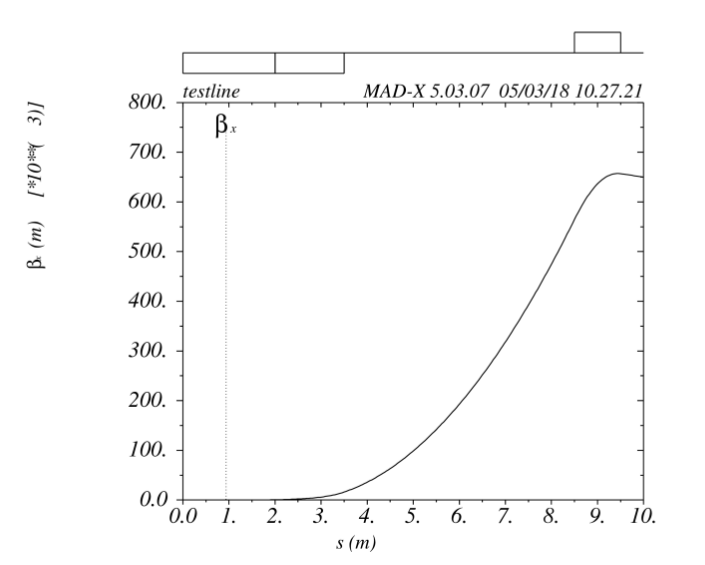 testline MAD-X 5.03.07 05/03/18 10.27.21
βx (m) [*10**( 3)]
800.
βx
700.
600.
500.
400.
300.
200.
100.
0.0
0.0 1. 2. 3. 4. 5. 6. 7. 8. 9. 10.
s (m)